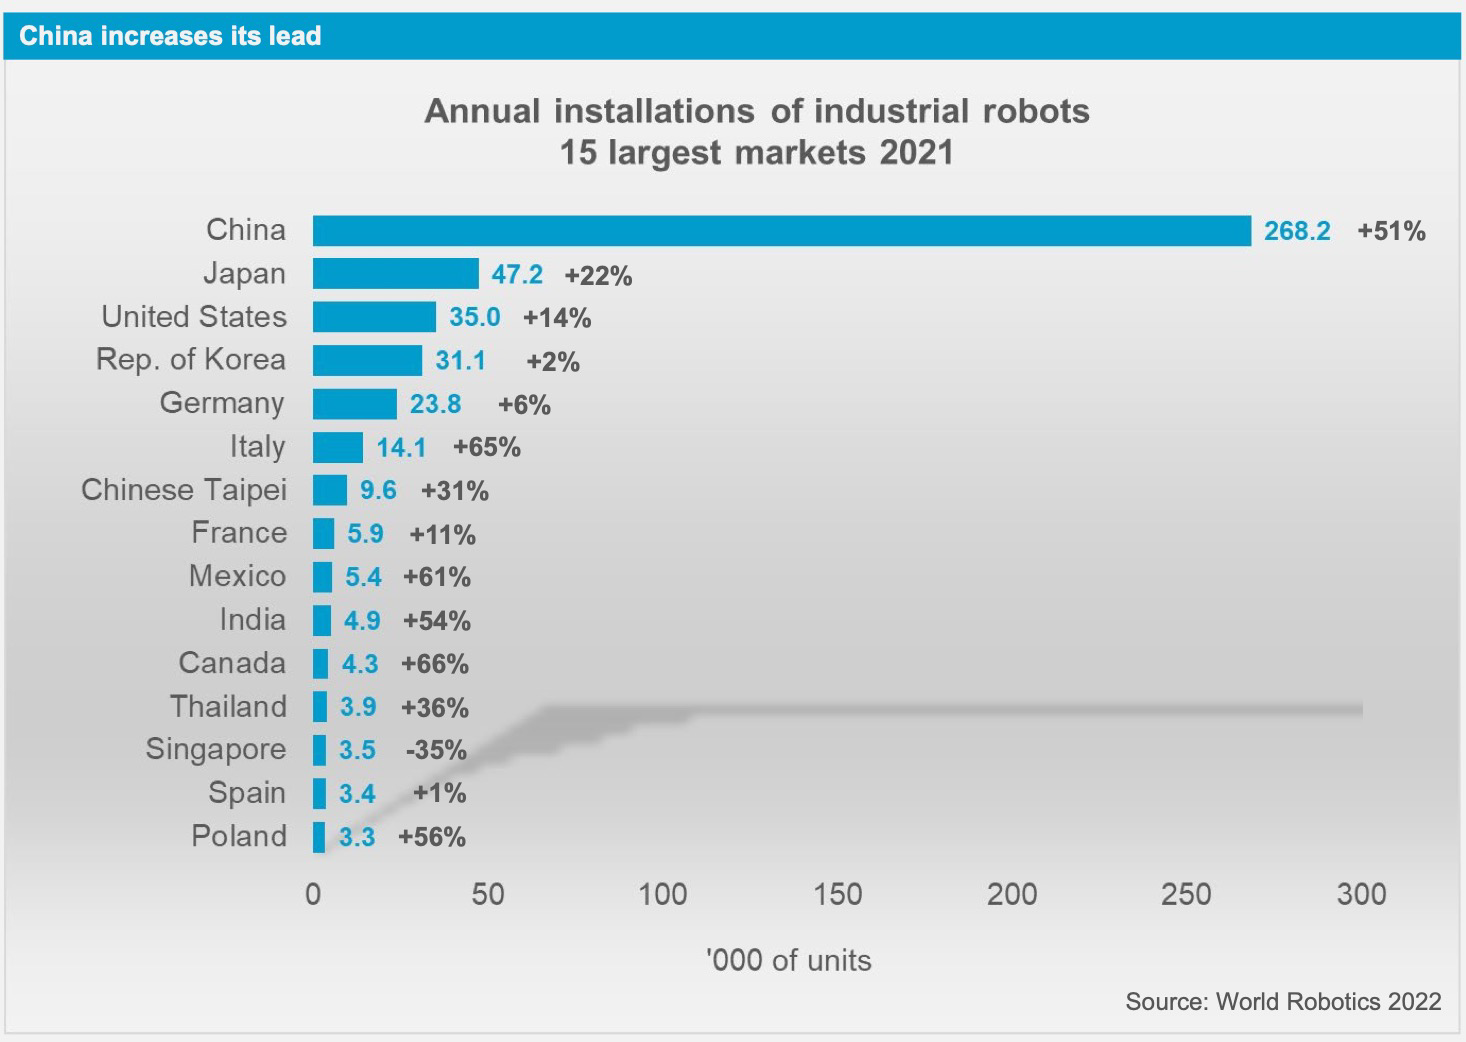 China increases its lead
Annual installations of industrial robots
15 largest markets 2021
China 268.2 +51%
Japan 47.2 +22%
United States 35.0 +14%
Rep. of Korea 31.1 +2%
Germany 23.8 +6%
Italy 14.1 +65%
Chinese Taipei 9.6 +31%
France 5.9 +11%
Mexico 5.4 +61%
India 4.9 +54%
Canada 4.3 +66%
Thailand 3.9 +36%
Singapore 3.5 -35%
Spain 3.4 +1%
Poland 3.3 +56%
0 50 100 150 200 250 300
'000 of units
Source: World Robotics 2022